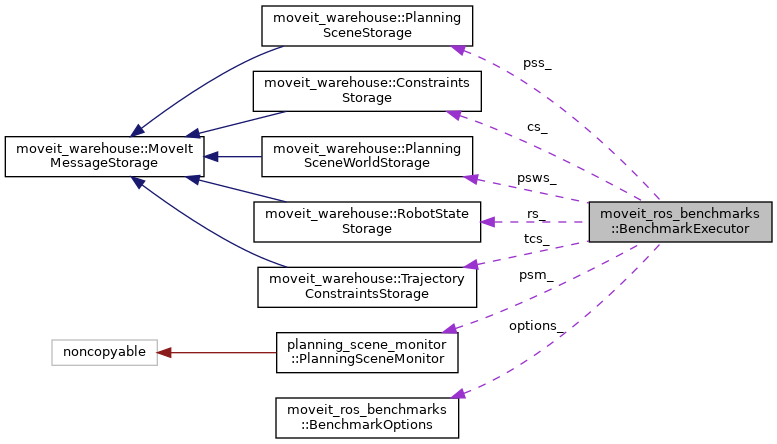 moveit_warehouse::Planning
SceneStorage
pss_
moveit_warehouse::Constraints
Storage
cs_
moveit_warehouse::MoveIt
MessageStorage
moveit_warehouse::Planning
SceneWorldStorage
psws_
moveit_warehouse::RobotState
Storage
rs_
moveit_ros_benchmarks
::BenchmarkExecutor
tcs_
moveit_warehouse::Trajectory
ConstraintsStorage
psm_
noncopyable
planning_scene_monitor
::PlanningSceneMonitor
options_
moveit_ros_benchmarks
::BenchmarkOptions